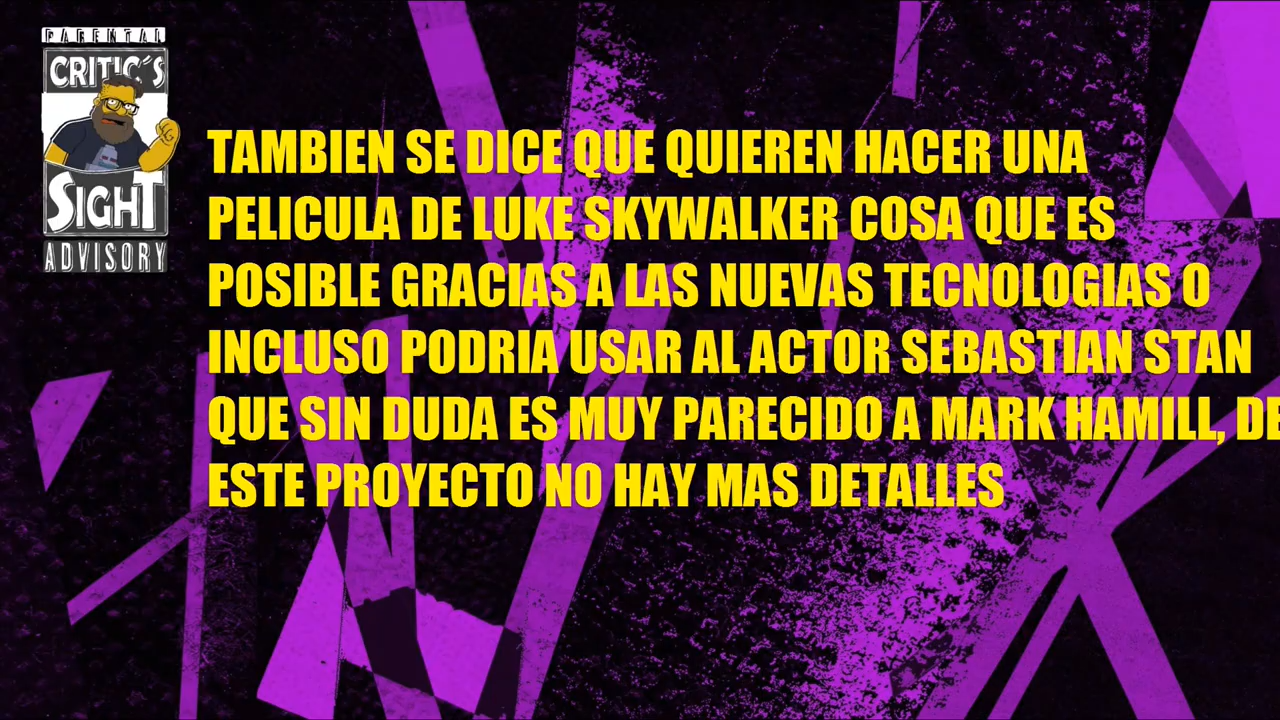 PARENTAL
CRITIC´S
SIGHT
ADVISORY
TAMBIEN SE DICE QUE QUIEREN HACER UNA
PELICULA DE LUKE SKYWALKER COSA QUE ES
POSIBLE GRACIAS A LAS NUEVAS TECNOLOGIAS O
INCLUSO PODRIA USAR AL ACTOR SEBASTIAN STAN
QUE SIN DUDA ES MUY PARECIDO A MARK HAMILL, DE
ESTE PROYECTO NO HAY MAS DETALLES